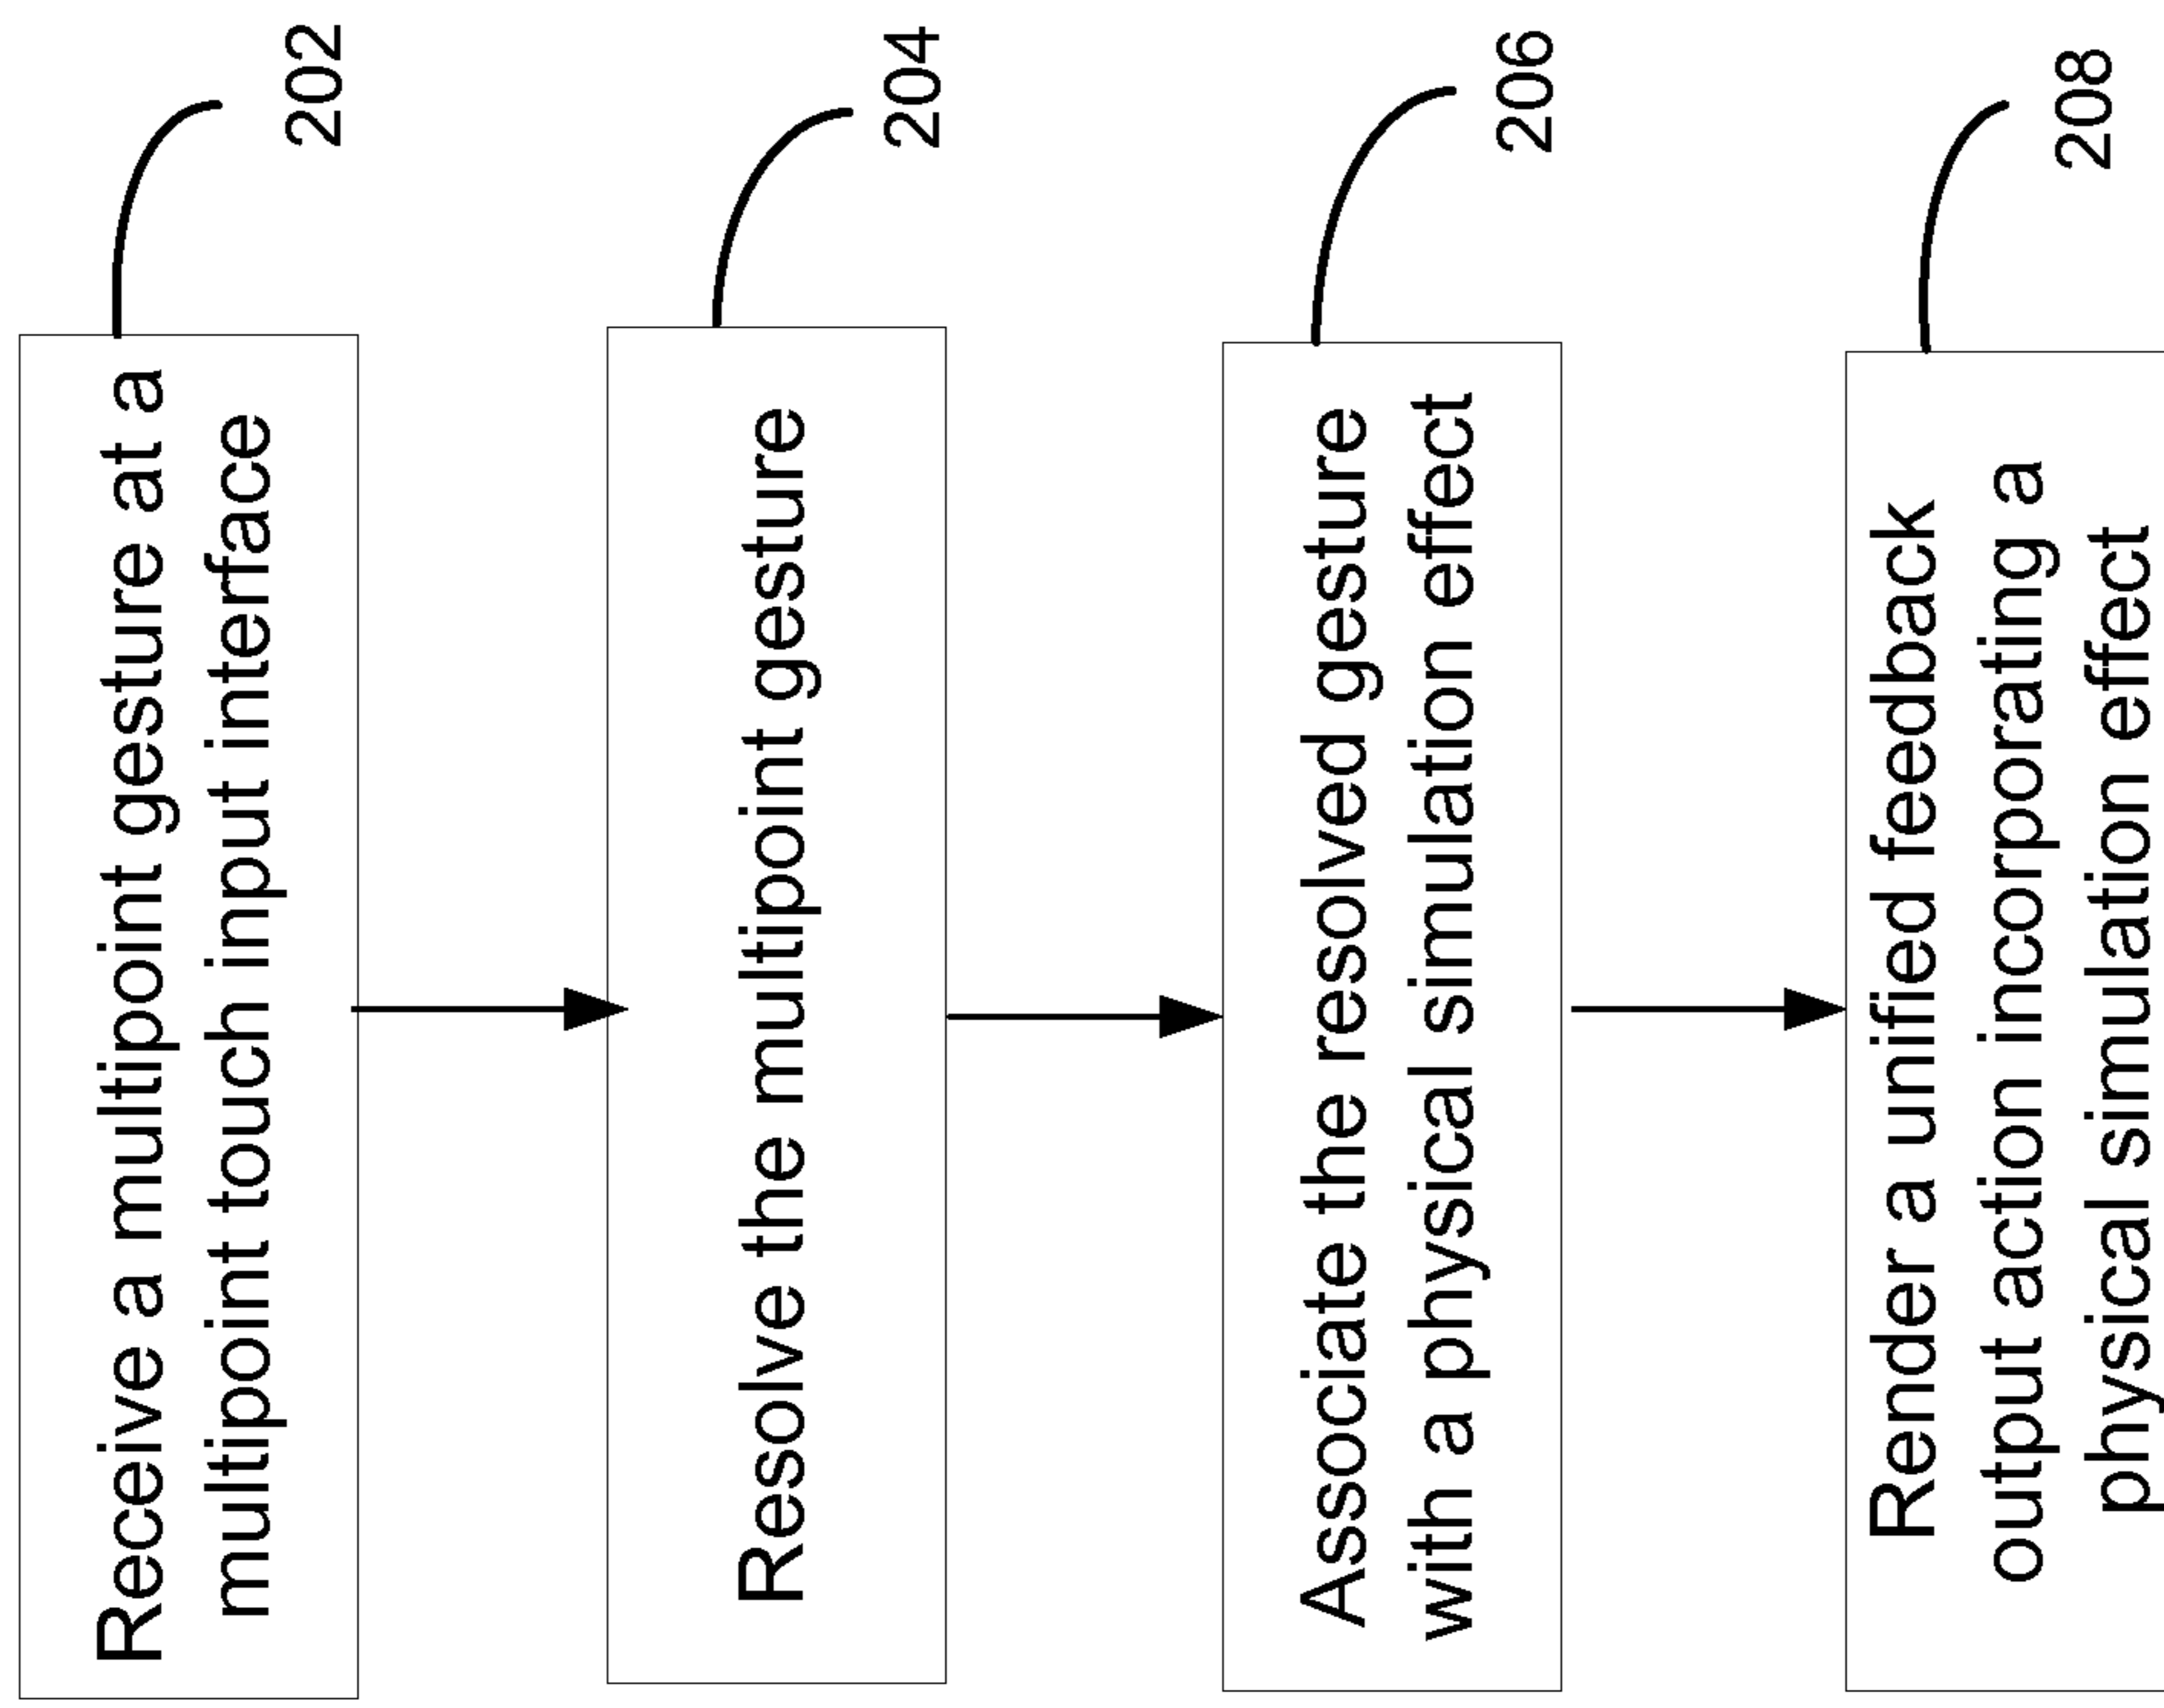 Receive a multipoint gesture at a
multipoint touch input interface
202
Resolve the multipoint gesture
204
Associate the resolved gesture
with a physical simulation effect
206
Render a unified feedback
output action incorporating a
physical simulation effect
208